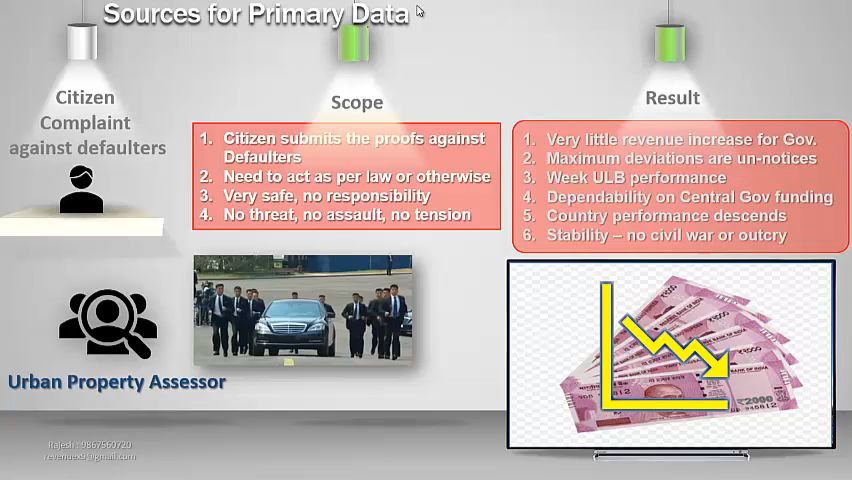 Sources for Primary Data
Citizen
Complaint
against defaulters
Scope
1. Citizen submits the proofs against
Defaulters
2. Need to act as per law or otherwise
3. Very safe, no responsibility
4. No threat, no assault, no tension
Result
1. Very little revenue increase for Gov.
2. Maximum deviations are un-notices
3. Week ULB performance
4. Dependability on Central Gov funding
5. Country performance descends
6. Stability – no civil war or outcry
Urban Property Assessor
₹2000
Rajesh : 9867560720